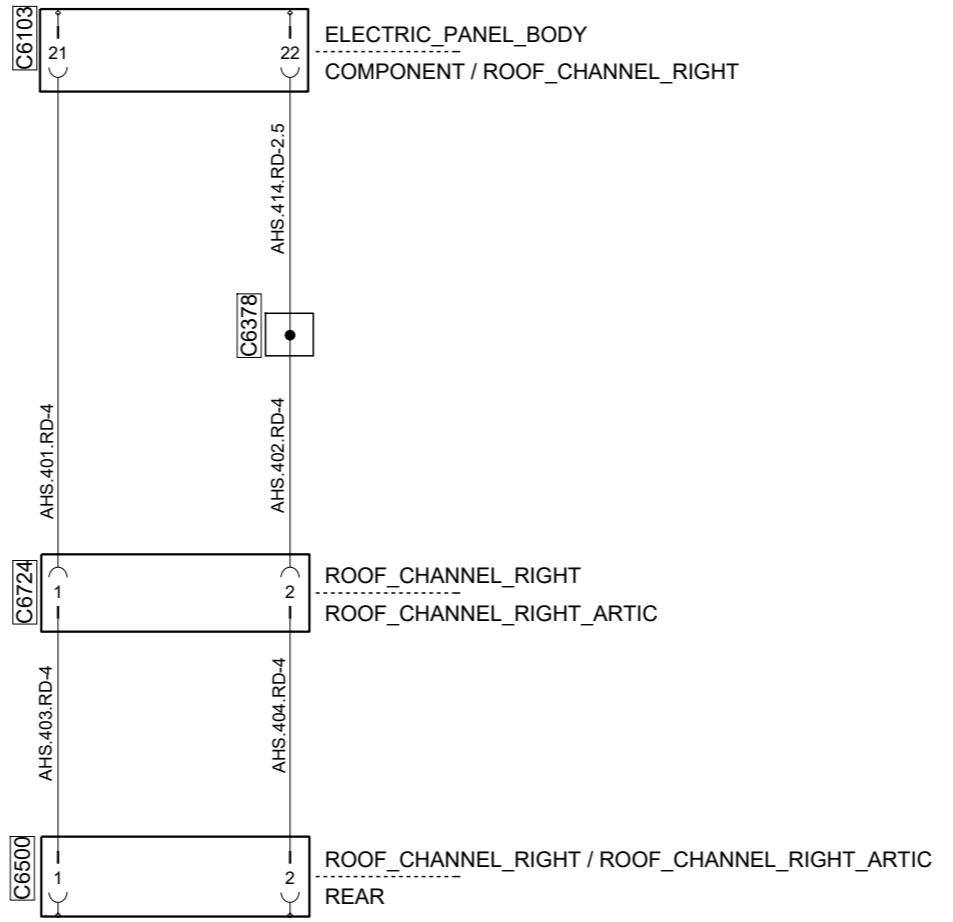 C6103
21
22
ELECTRIC_PANEL_BODY
COMPONENT / ROOF_CHANNEL_RIGHT
AHS.414.RD-2.5
C6378
AHS.401.RD-4
AHS.402.RD-4
C6724
1
2
ROOF_CHANNEL_RIGHT
ROOF_CHANNEL_RIGHT_ARTIC
AHS.403.RD-4
AHS.404.RD-4
C6500
1
2
ROOF_CHANNEL_RIGHT / ROOF_CHANNEL_RIGHT_ARTIC
REAR